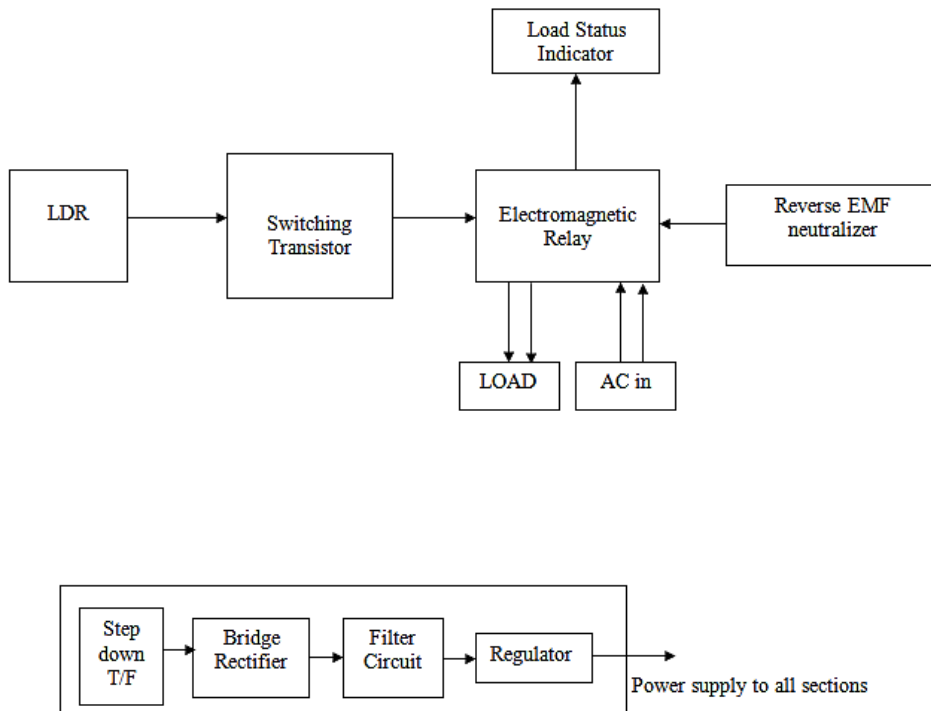 Load Status
Indicator
LDR
Switching
Transistor
Electromagnetic
Relay
Reverse EMF
neutralizer
LOAD
AC in
Step
down
T/F
Bridge
Rectifier
Filter
Circuit
Regulator
Power supply to all sections